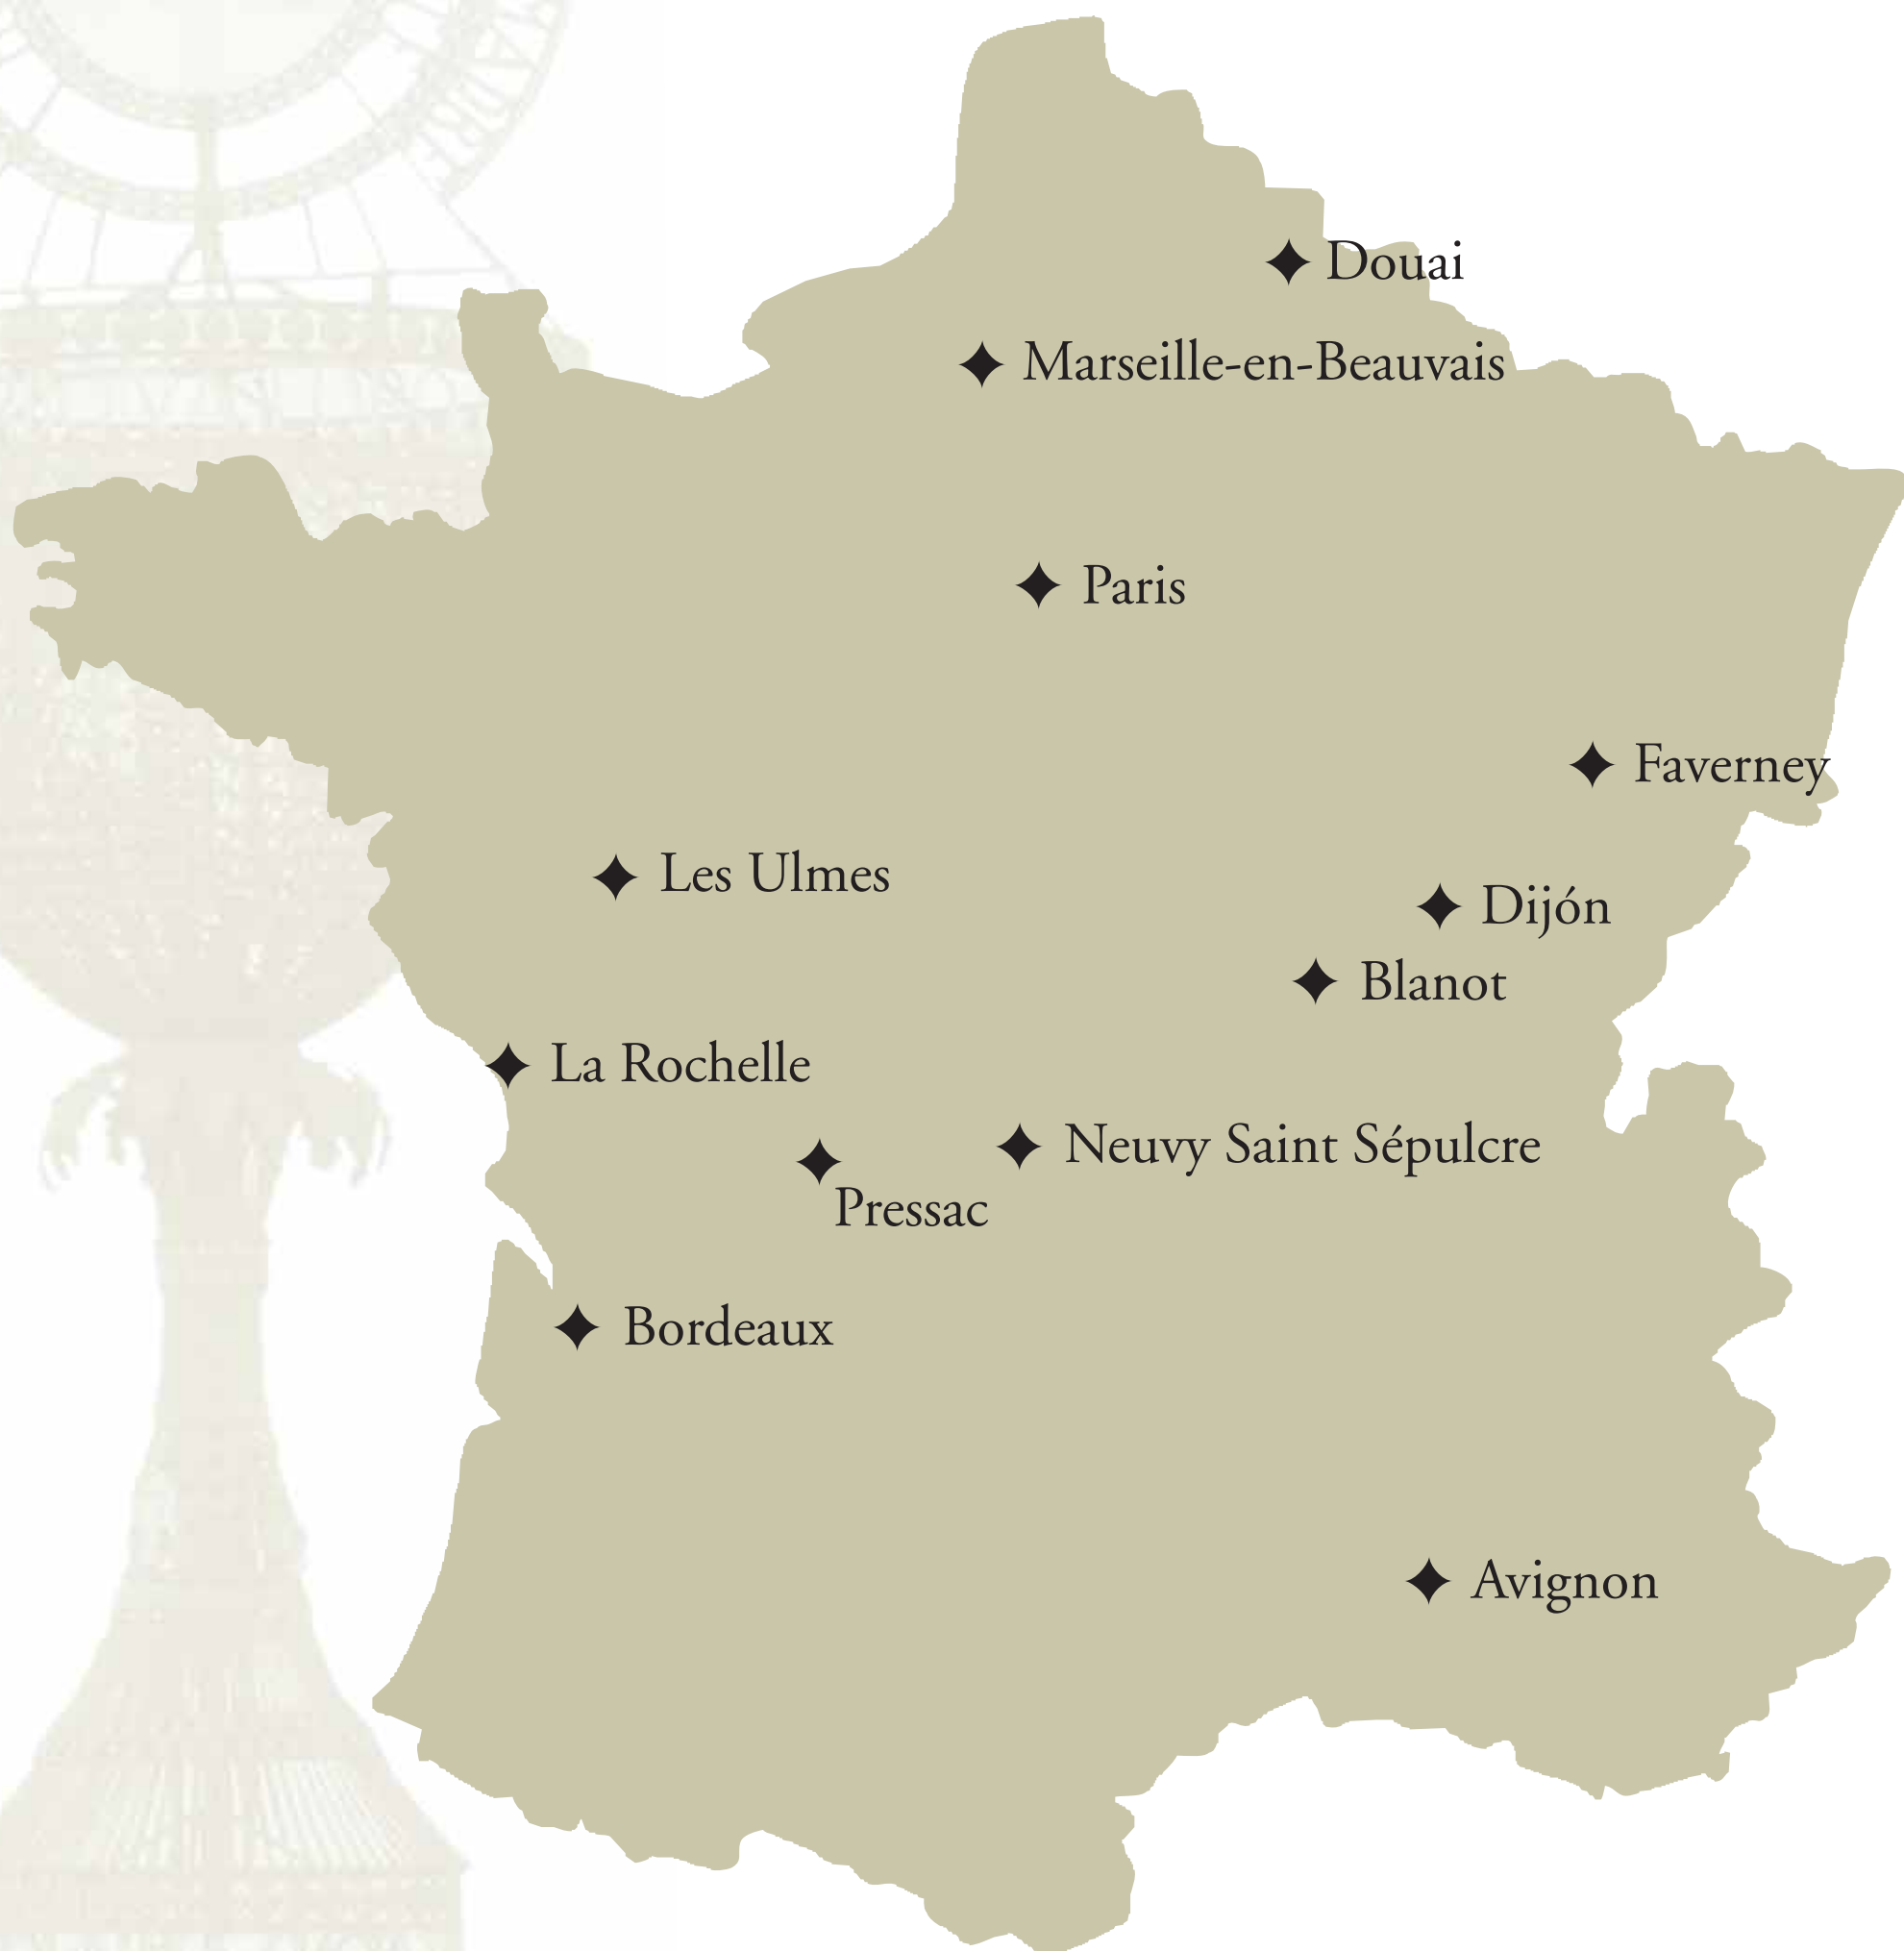 Douai
Marseille-en-Beauvais
Paris
Faverney
Les Ulmes
Dijón
Blanot
La Rochelle
Neuvy Saint Sépulcre
Pressac
Bordeaux
Avignon